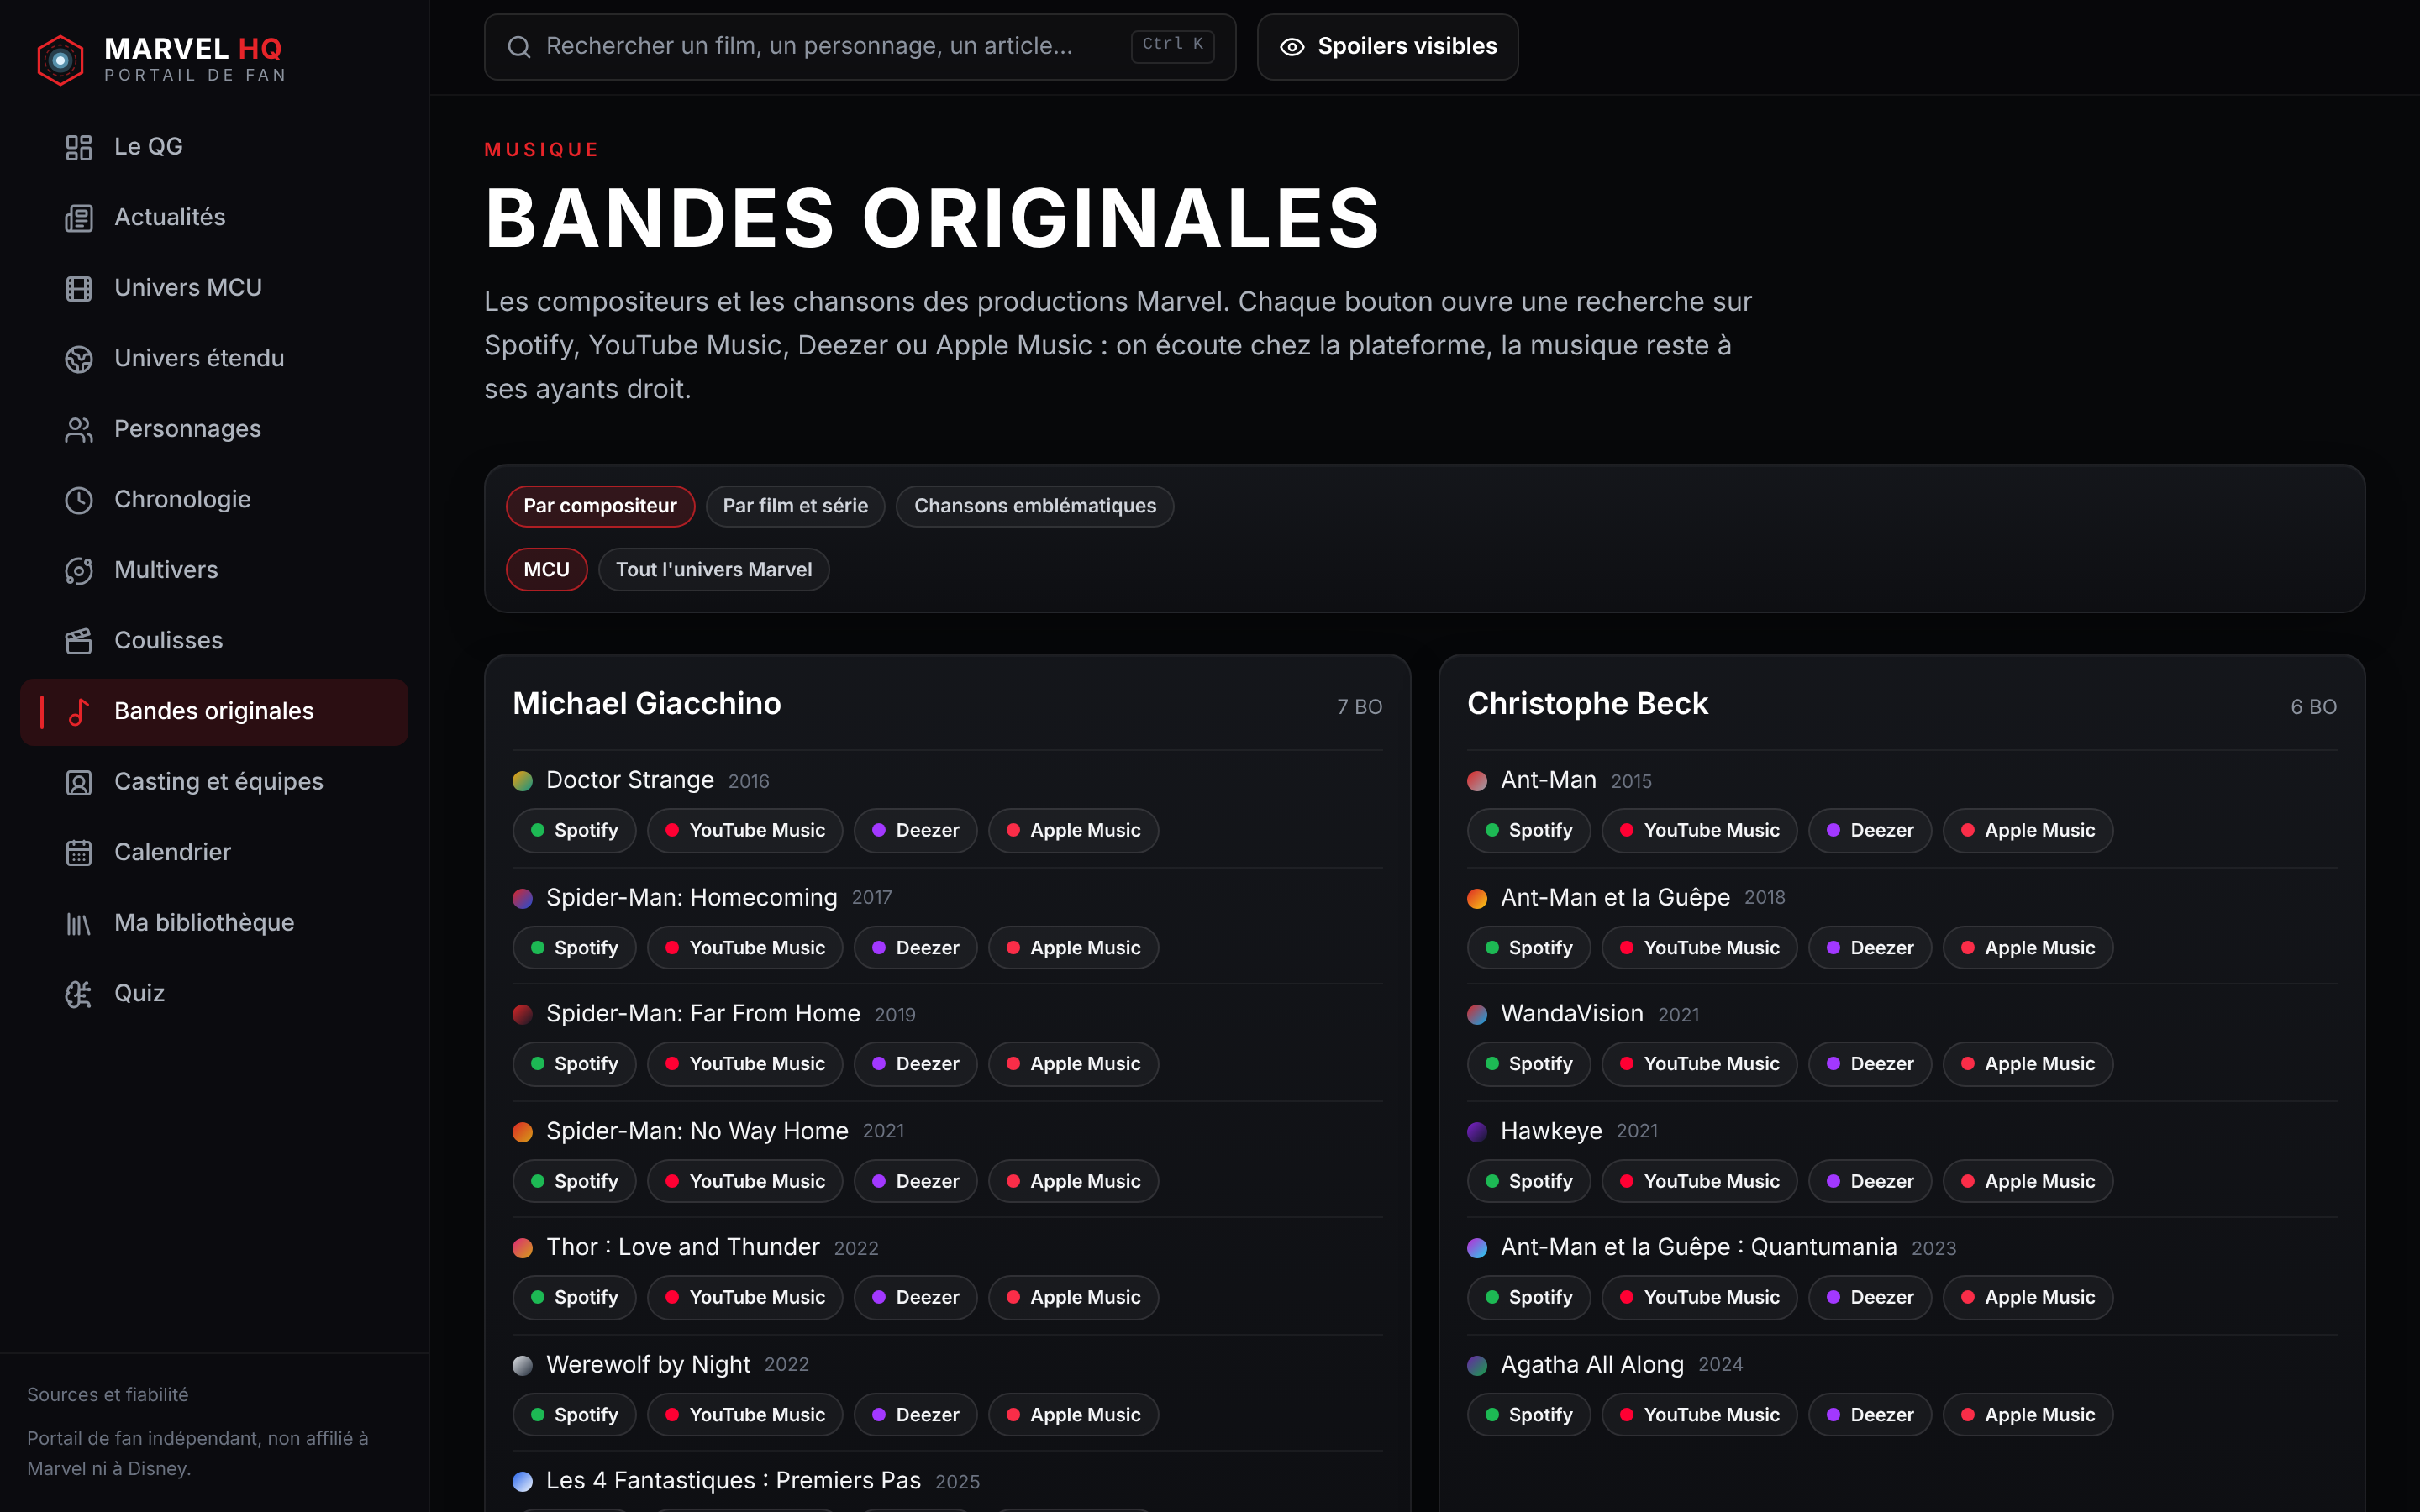 MARVEL HQ
PORTAIL DE FAN
Le QG
Actualités
Univers MCU
Univers étendu
Personnages
Chronologie
Multivers
Coulisses
Bandes originales
Casting et équipes
Calendrier
Ma bibliothèque
Quiz
Sources et fiabilité
Portail de fan indépendant, non affilié à
Marvel ni à Disney.
Rechercher un film, un personnage, un article...
Ctrl K
Spoilers visibles
MUSIQUE
BANDES ORIGINALES
Les compositeurs et les chansons des productions Marvel. Chaque bouton ouvre une recherche sur
Spotify, YouTube Music, Deezer ou Apple Music : on écoute chez la plateforme, la musique reste à
ses ayants droit.
Par compositeur Par film et série Chansons emblématiques
MCU Tout l'univers Marvel
Michael Giacchino 7 BO
Doctor Strange 2016
Spotify YouTube Music Deezer Apple Music
Spider-Man: Homecoming 2017
Spotify YouTube Music Deezer Apple Music
Spider-Man: Far From Home 2019
Spotify YouTube Music Deezer Apple Music
Spider-Man: No Way Home 2021
Spotify YouTube Music Deezer Apple Music
Thor : Love and Thunder 2022
Spotify YouTube Music Deezer Apple Music
Werewolf by Night 2022
Spotify YouTube Music Deezer Apple Music
Les 4 Fantastiques : Premiers Pas 2025
Christophe Beck 6 BO
Ant-Man 2015
Spotify YouTube Music Deezer Apple Music
Ant-Man et la Guêpe 2018
Spotify YouTube Music Deezer Apple Music
WandaVision 2021
Spotify YouTube Music Deezer Apple Music
Hawkeye 2021
Spotify YouTube Music Deezer Apple Music
Ant-Man et la Guêpe : Quantumania 2023
Spotify YouTube Music Deezer Apple Music
Agatha All Along 2024
Spotify YouTube Music Deezer Apple Music